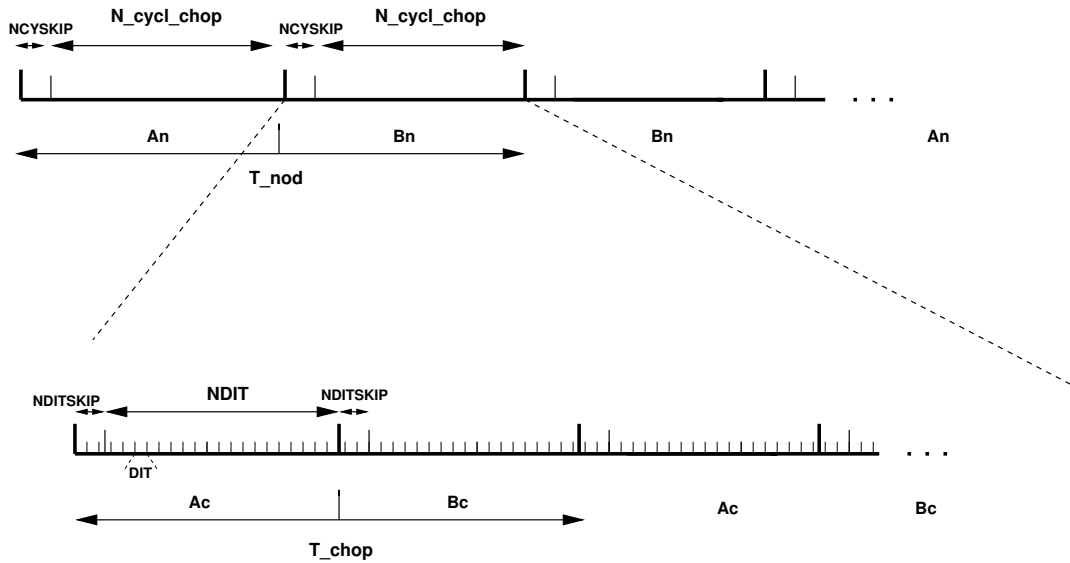 N_cycl_chop N_cycl_chop
NCYSKIP NCYSKIP
. . .
An Bn Bn An
T_nod
NDITSKIP NDIT NDITSKIP
. . .
DIT
Ac Bc Ac Bc
T_chop